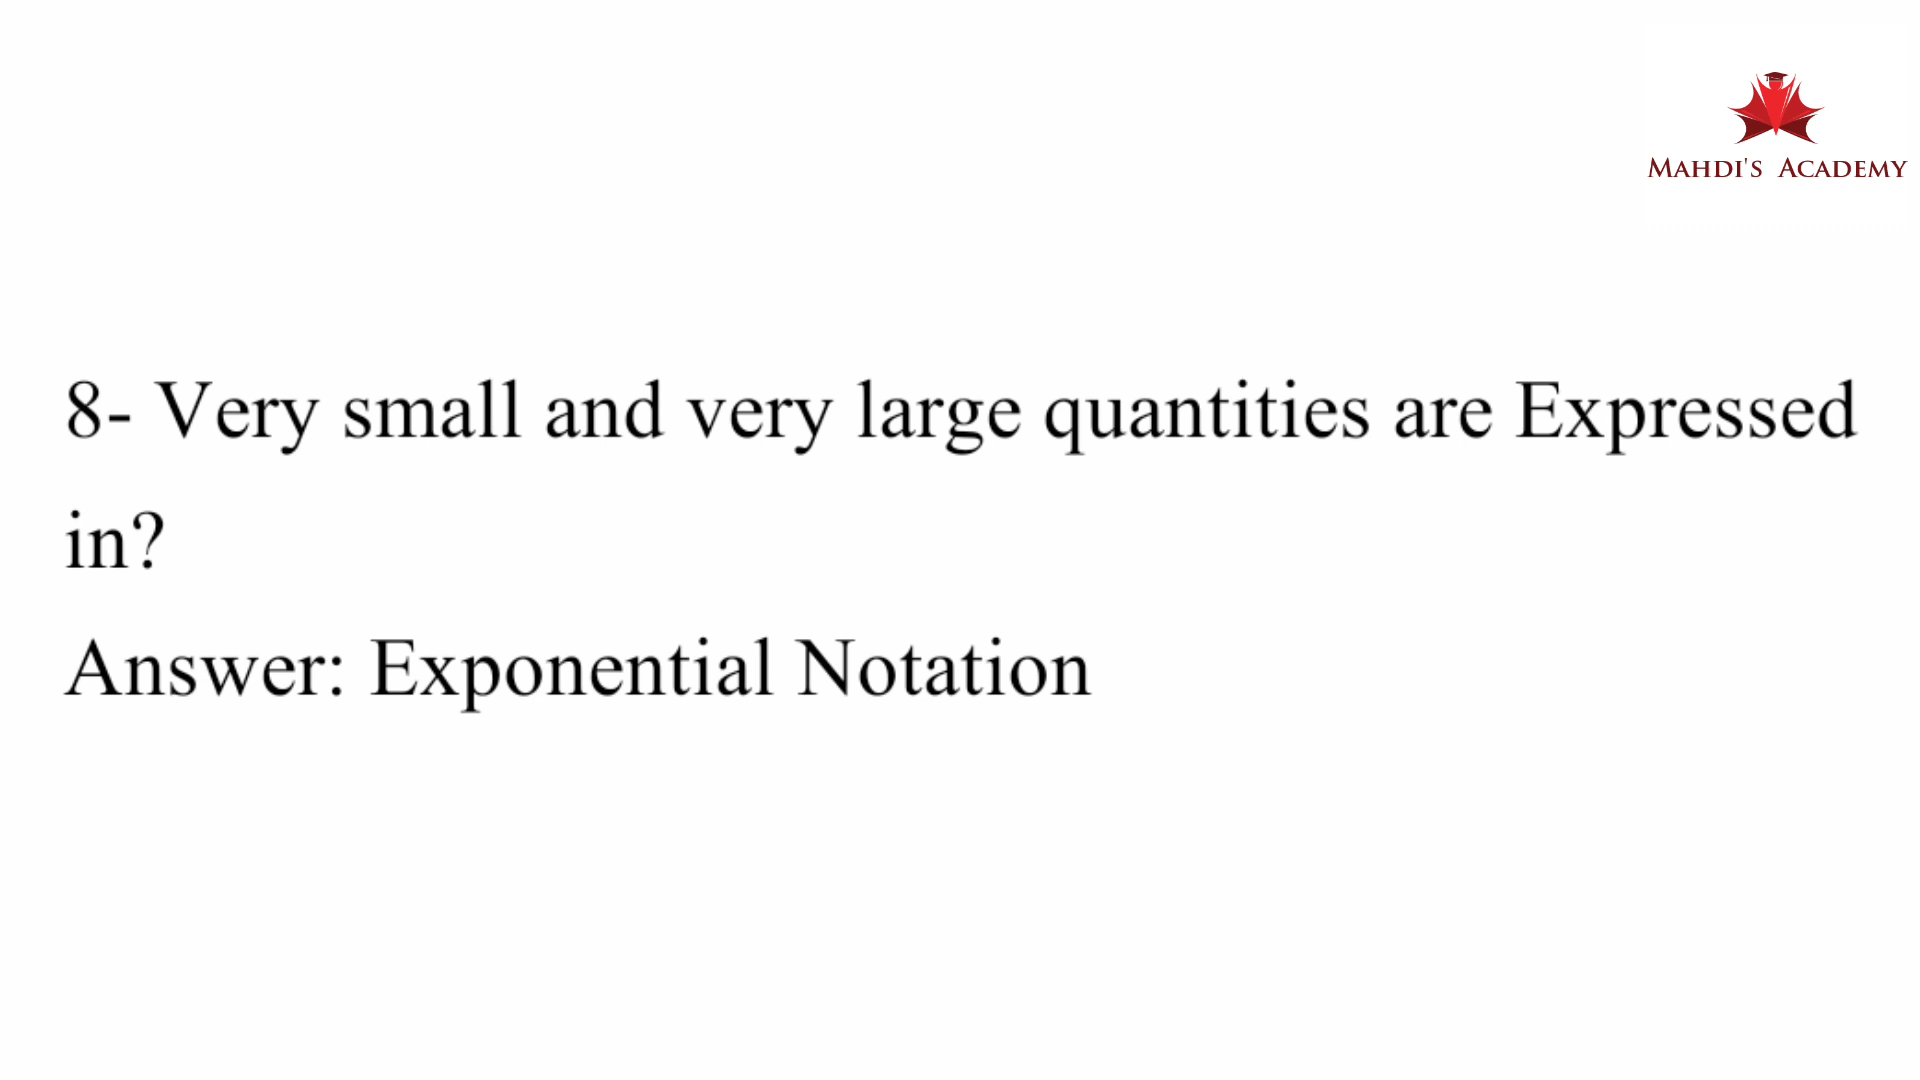 MAHDI'S ACADEMY
8- Very small and very large quantities are Expressed
in?
Answer: Exponential Notation